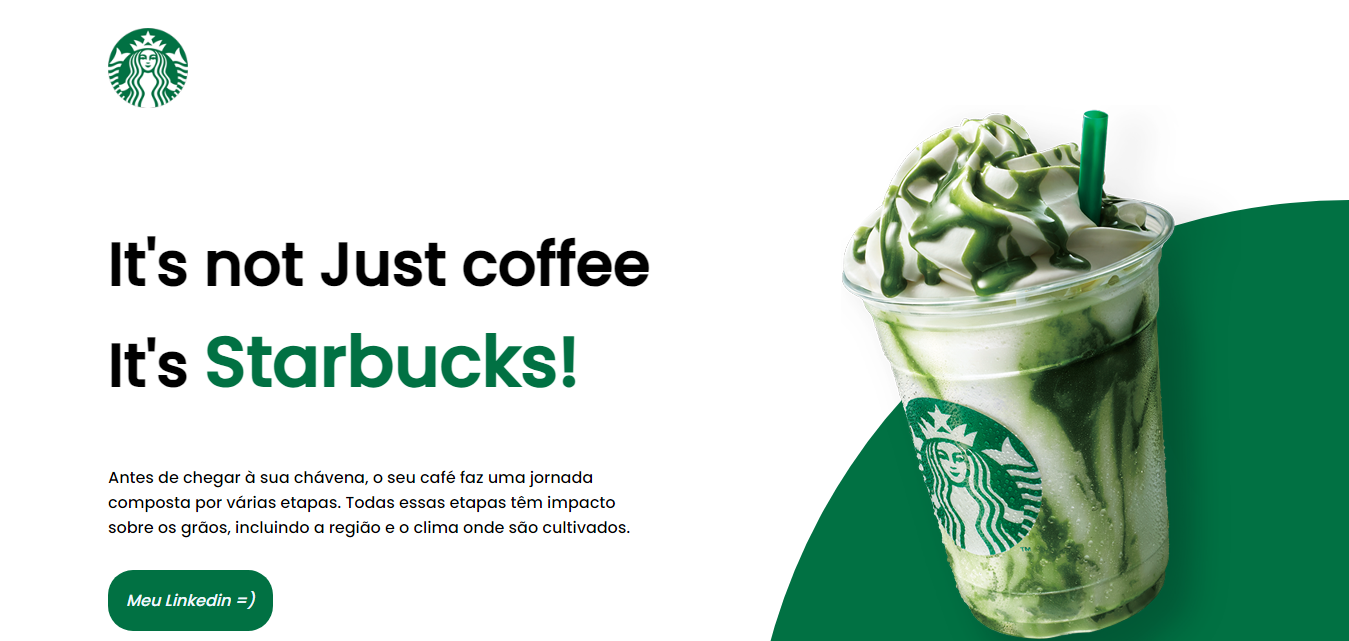 It's not Just coffee
It's Starbucks!
Antes de chegar à sua chávena, o seu café faz uma jornada
composta por várias etapas. Todas essas etapas têm impacto
sobre os grãos, incluindo a região e o clima onde são cultivados.
Meu Linkedin =)
TM